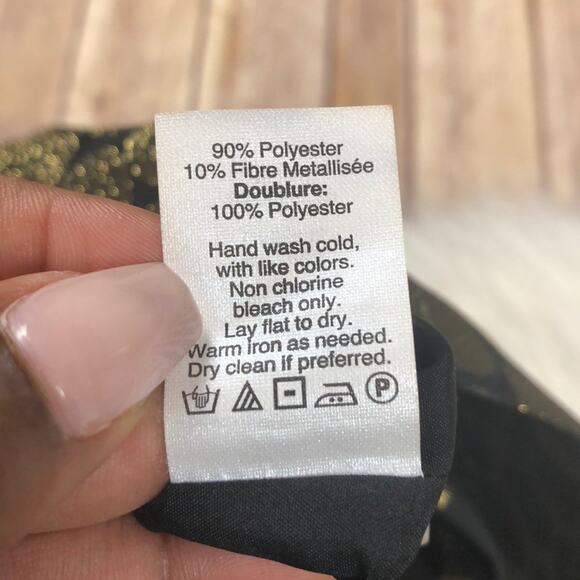 90% Polyester
10% Fibre Metallisée
Doublure:
100% Polyester
Hand wash cold,
with like colors.
Non chlorine
bleach only.
Lay flat to dry.
Warm iron as needed.
Dry clean if preferred.
P